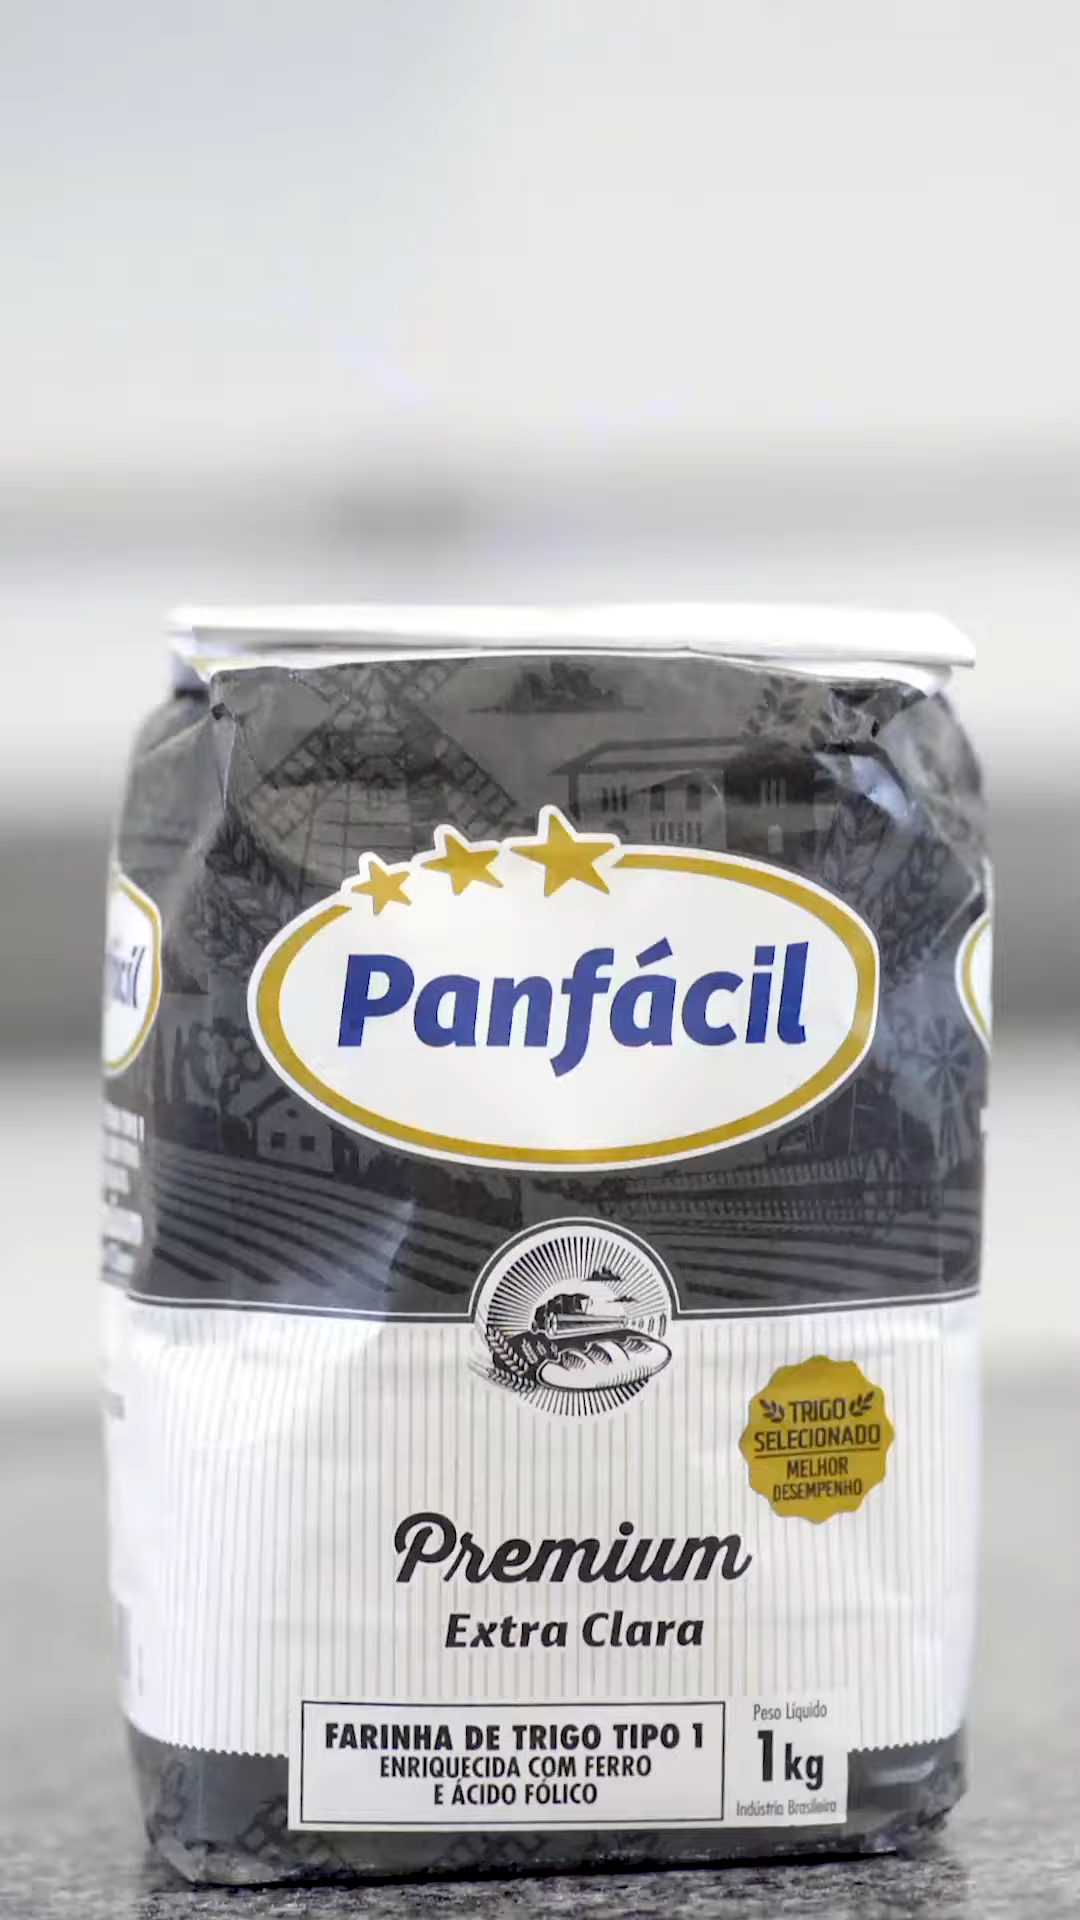 Panfácil
TRIGO
SELECIONADO
MELHOR
DESEMPENHO
Premium
Extra Clara
FARINHA DE TRIGO TIPO 1
ENRIQUECIDA COM FERRO
E ÁCIDO FÓLICO
Peso Líquido
1kg
Indústria Brasileira